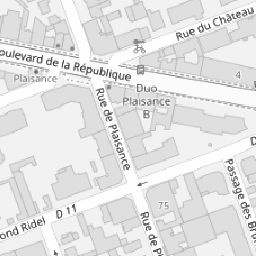 Rue du Château
Boulevard de la République
4
Plaisance
Duo
Plaisance
B
Rue de Plaisance
D
Passage des
D 11
75
ond Ridel
Rue de